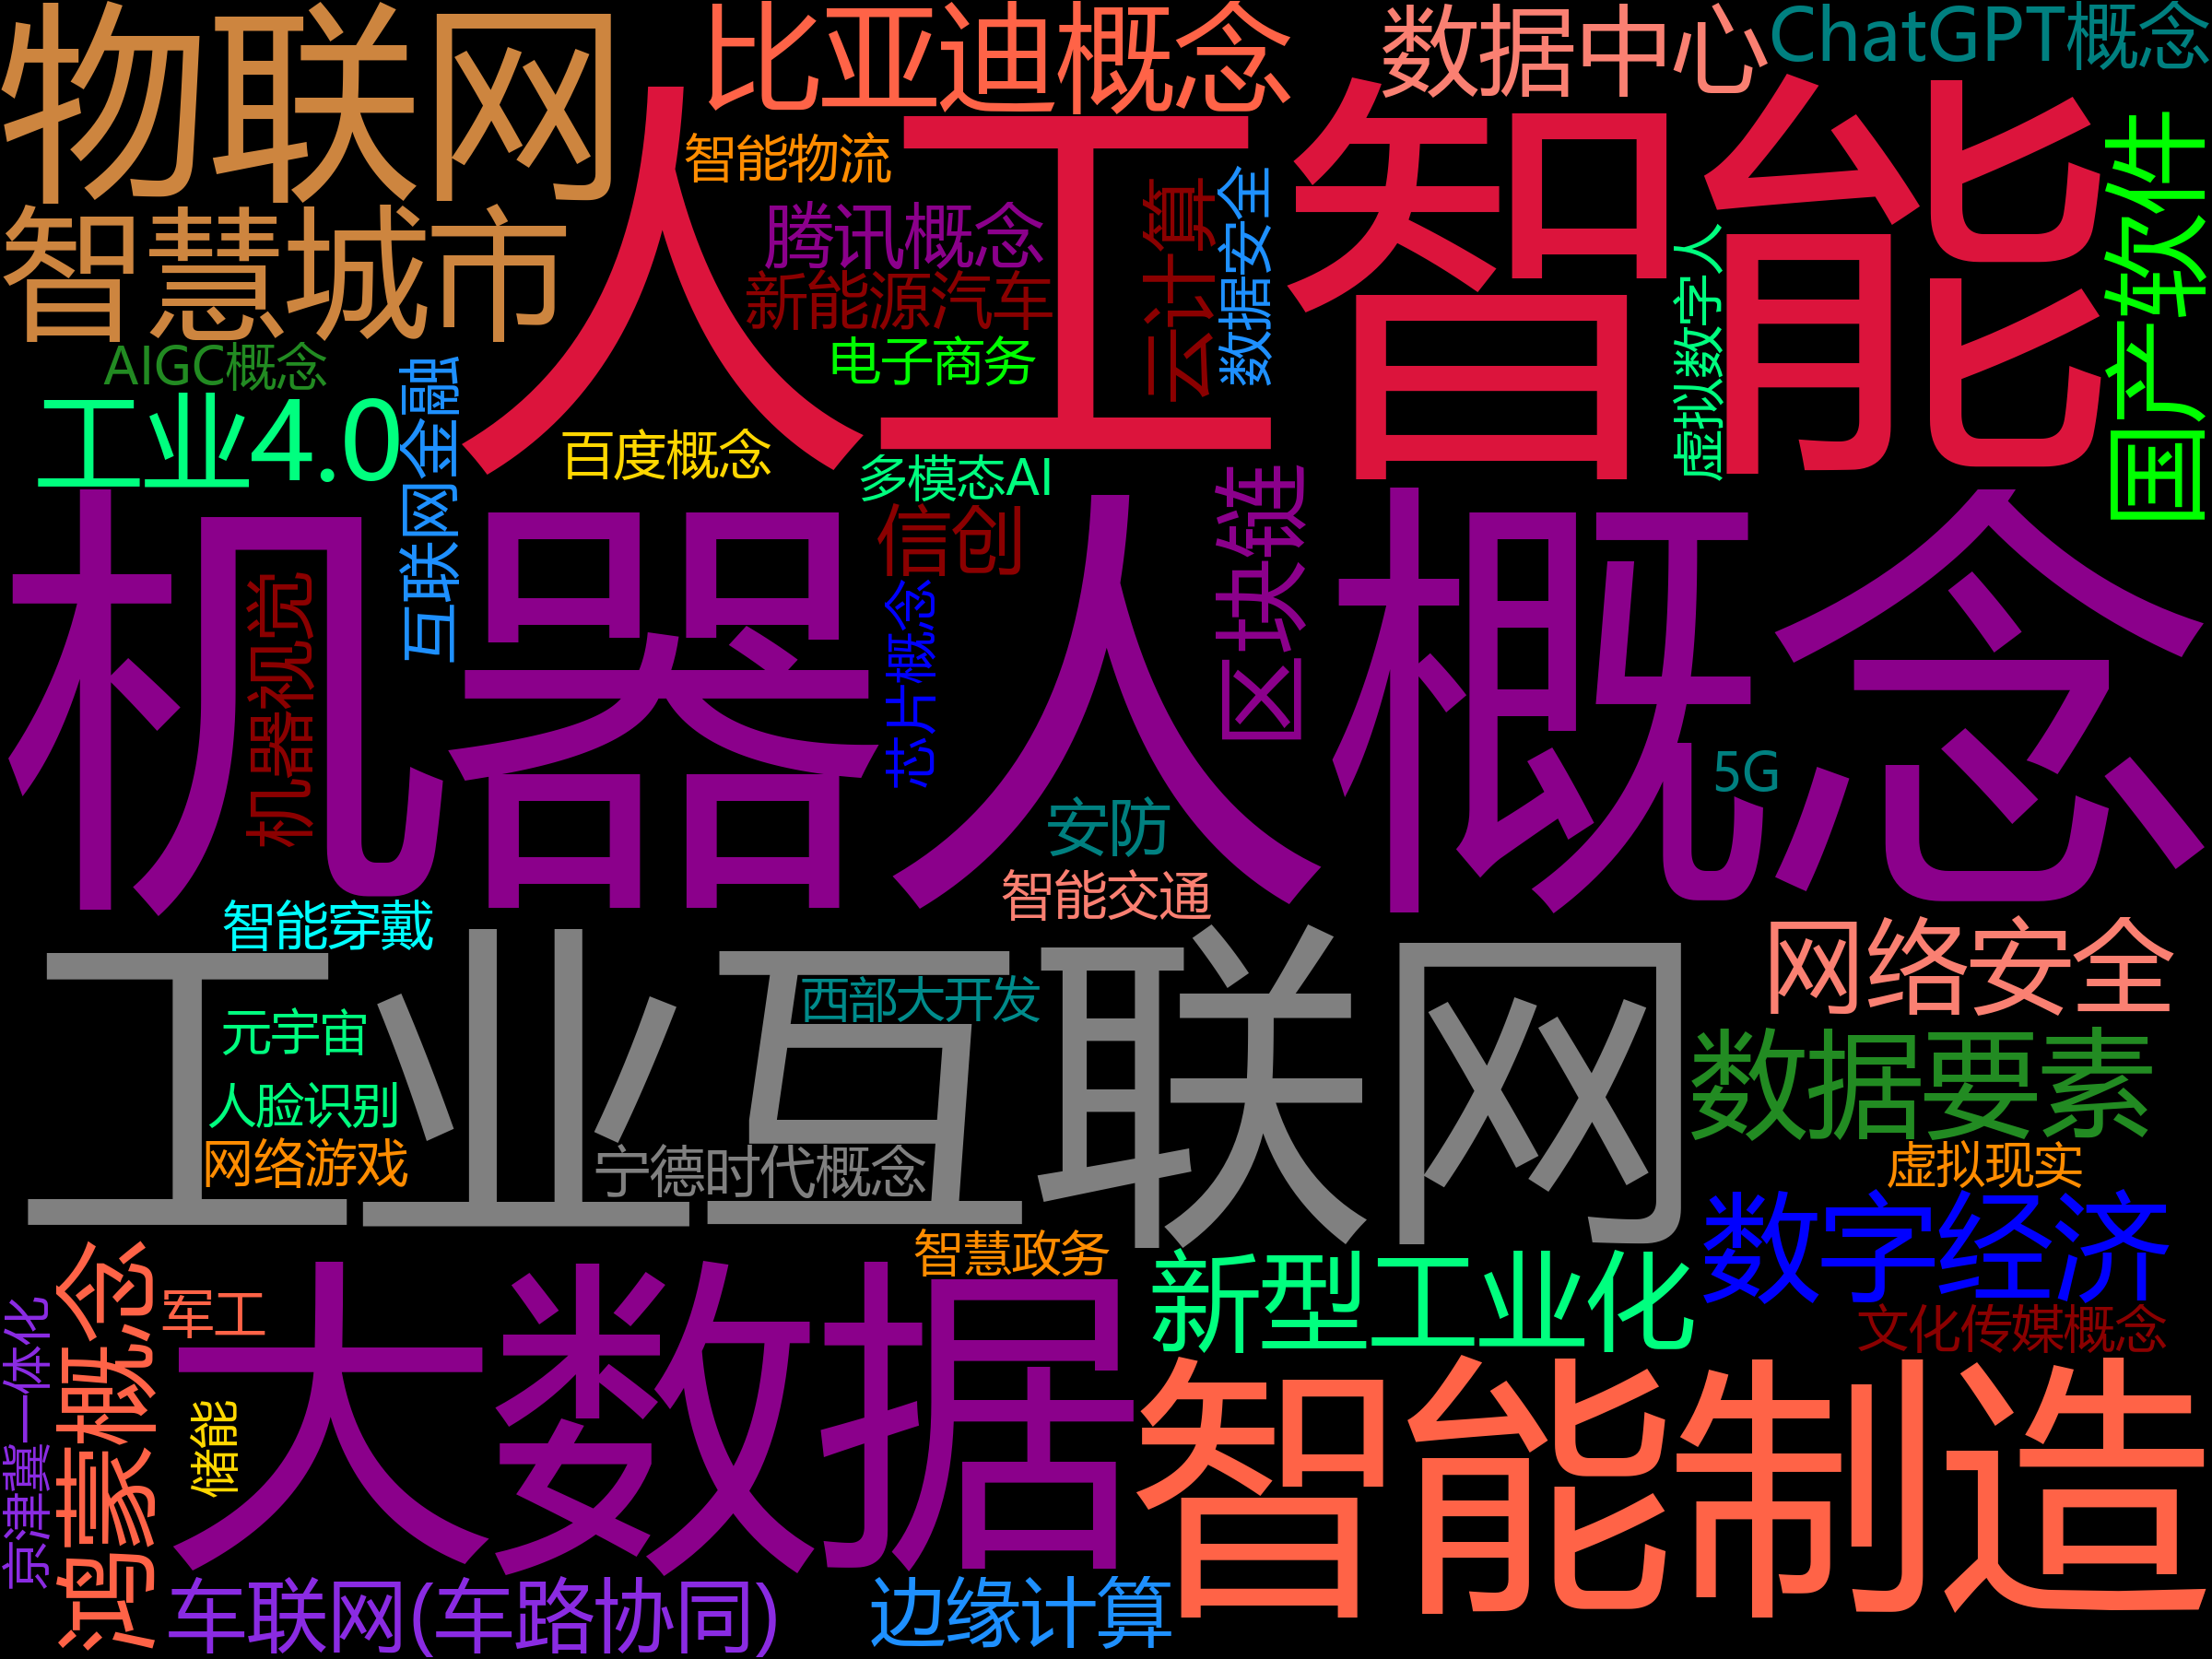 物联网
比亚迪概念
数据中心
ChatGPT概念
人工智能
智能物流
国产软件
智慧城市
腾讯概念
云计算
数据安全
虚拟数字人
新能源汽车
电子商务
AIGC概念
工业4.0
互联网金融
百度概念
多模态AI
区块链
信创
机器人概念
机器视觉
芯片概念
5G
安防
智能交通
智能穿戴
网络安全
工业互联网
西部大开发
元宇宙
数据要素
人脸识别
网络游戏
宁德时代概念
虚拟现实
数字经济
智慧政务
新型工业化
鸿蒙概念
京津冀一体化
军工
大数据
文化传媒概念
智能制造
储能
车联网(车路协同)
边缘计算